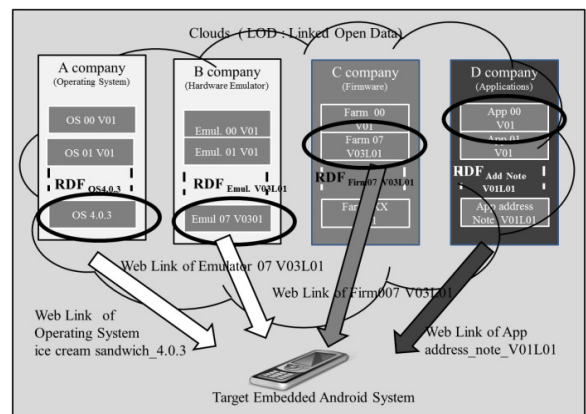 Clouds ( LOD : Linked Open Data)
A company
(Operating System)
OS 00 V01
OS 01 V01
RDF OS4.0.3
OS 4.0.3
B company
(Hardware Emulator)
Emul. 00 V01
Emul. 01 V01
RDF Emul. V03L01
Emul 07 V0301
C company
(Firmware)
Farm 00
V01
Farm 07
V03L01
RDF Firm07 V03L01
D company
(Applications)
App 00
V01
App 01
V01
RDF Add Note
V01L01
App address
Note V01L01
Web Link of Emulator 07 V03L01
Web Link of Firm007 V03L01
Web Link of
Operating System
ice cream sandwich_4.0.3
Web Link of App
address_note_V01L01
Target Embedded Android System